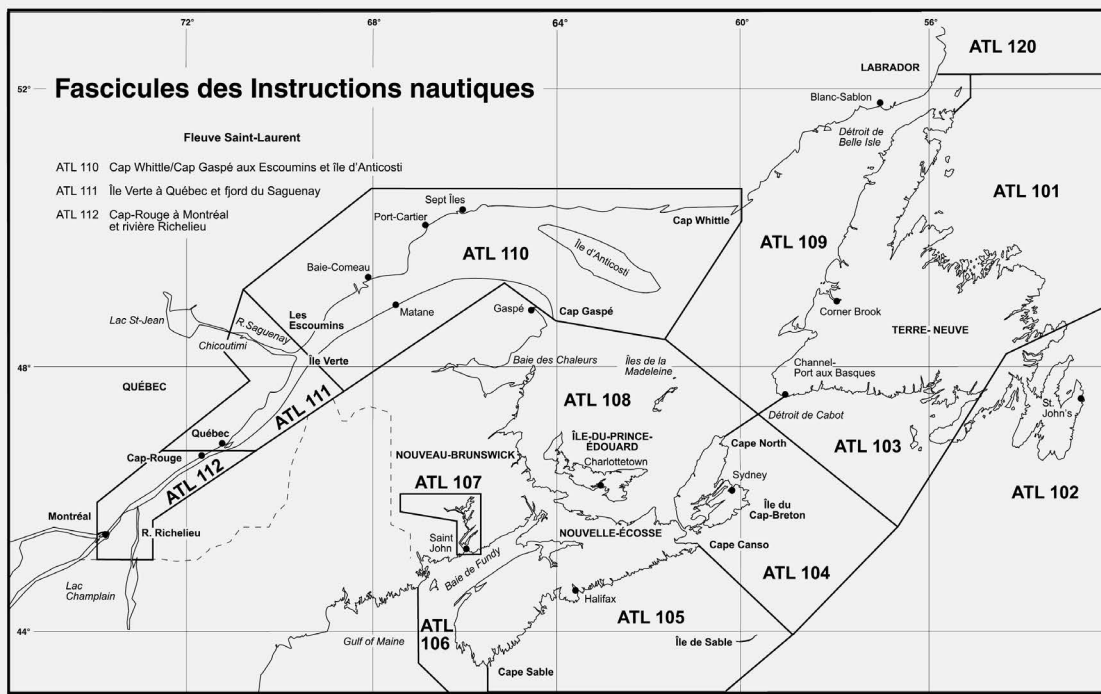 72°
68°
64°
60°
56°
ATL 120
LABRADOR
52°
Fascicules des Instructions nautiques
Blanc-Sablon
Détroit de
Belle Isle
Fleuve Saint-Laurent
ATL 110 Cap Whittle/Cap Gaspé aux Escoumins et île d'Anticosti
ATL 111 Île Verte à Québec et fjord du Saguenay
ATL 112 Cap-Rouge à Montréal
et rivière Richelieu
ATL 101
Sept Îles
Port-Cartier
Cap Whittle
ATL 109
ATL 110
Île d'Anticosti
Baie-Comeau
Lac St-Jean
R. Saguenay
Les
Escoumins
Matane
Gaspé
Cap Gaspé
Corner Brook
TERRE- NEUVE
Chicoutimi
Île Verte
Baie des Chaleurs
Îles de la
Madeleine
48°
Channel-
Port aux Basques
QUÉBEC
ATL 111
ATL 108
St.
John's
Détroit de Cabot
Québec
Cap-Rouge
ATL 112
NOUVEAU-BRUNSWICK
ÎLE-DU-PRINCE-
ÉDOUARD
Charlottetown
Cape North
ATL 103
Sydney
ATL 107
Île du
Cap-Breton
ATL 102
Montréal
R. Richelieu
Saint
John
NOUVELLE-ÉCOSSE
Cape Canso
Baie de Fundy
Lac
Champlain
ATL 104
Halifax
44°
ATL
106
ATL 105
Gulf of Maine
Île de Sable
Cape Sable